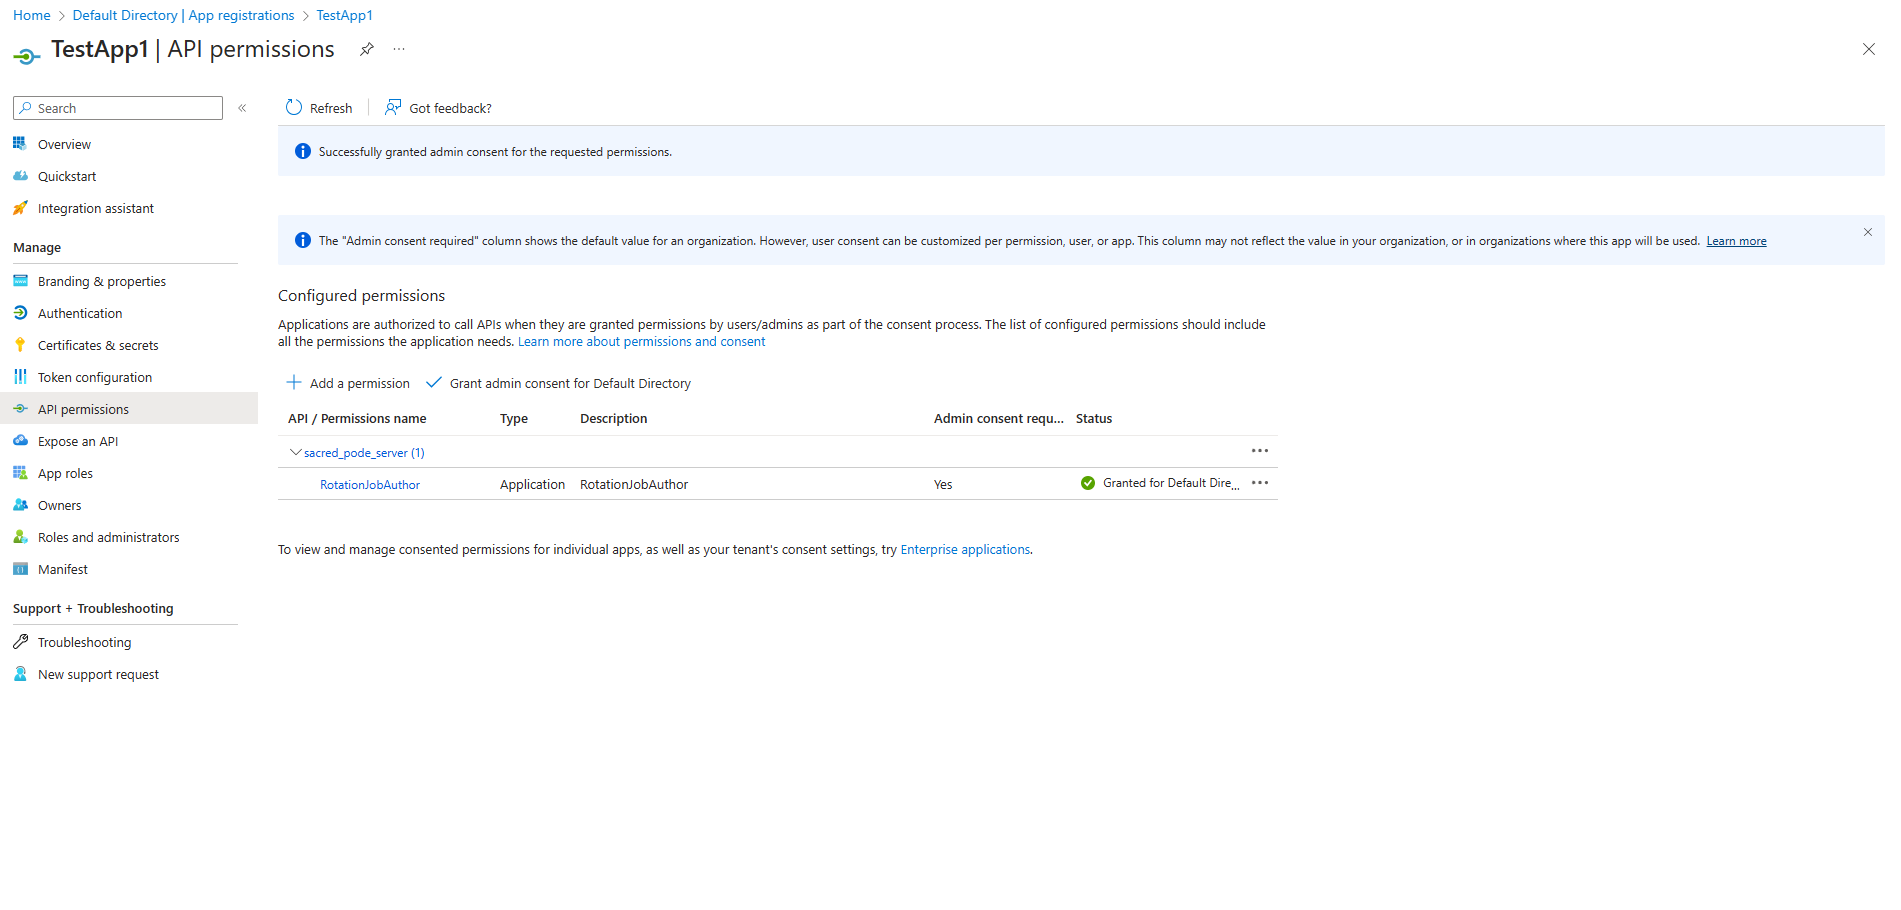 Home > Default Directory | App registrations > TestApp1
TestApp1 | API permissions
Search
Overview
Quickstart
Integration assistant
Manage
Branding & properties
Authentication
Certificates & secrets
Token configuration
API permissions
Expose an API
App roles
Owners
Roles and administrators
Manifest
Support + Troubleshooting
Troubleshooting
New support request
Refresh | Got feedback?
Successfully granted admin consent for the requested permissions.
The "Admin consent required" column shows the default value for an organization. However, user consent can be customized per permission, user, or app. This column may not reflect the value in your organization, or in organizations where this app will be used. Learn more
Configured permissions
Applications are authorized to call APIs when they are granted permissions by users/admins as part of the consent process. The list of configured permissions should include
all the permissions the application needs. Learn more about permissions and consent
Add a permission Grant admin consent for Default Directory
API / Permissions name Type Description Admin consent requ... Status
sacred_pode_server (1)
RotationJobAuthor Application RotationJobAuthor Yes Granted for Default Dire...
To view and manage consented permissions for individual apps, as well as your tenant's consent settings, try Enterprise applications.